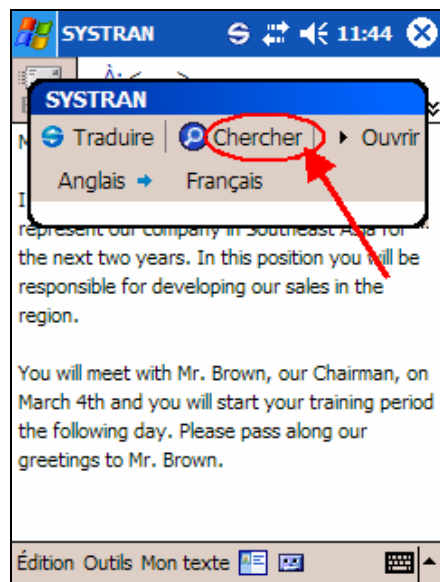 SYSTRAN 11:44
À: <
SYSTRAN
Traduire Chercher Ouvrir
Anglais Français
represent our company in Southeast Asia for
the next two years. In this position you will be
responsible for developing our sales in the
region.
You will meet with Mr. Brown, our Chairman, on
March 4th and you will start your training period
the following day. Please pass along our
greetings to Mr. Brown.
Édition Outils Mon texte